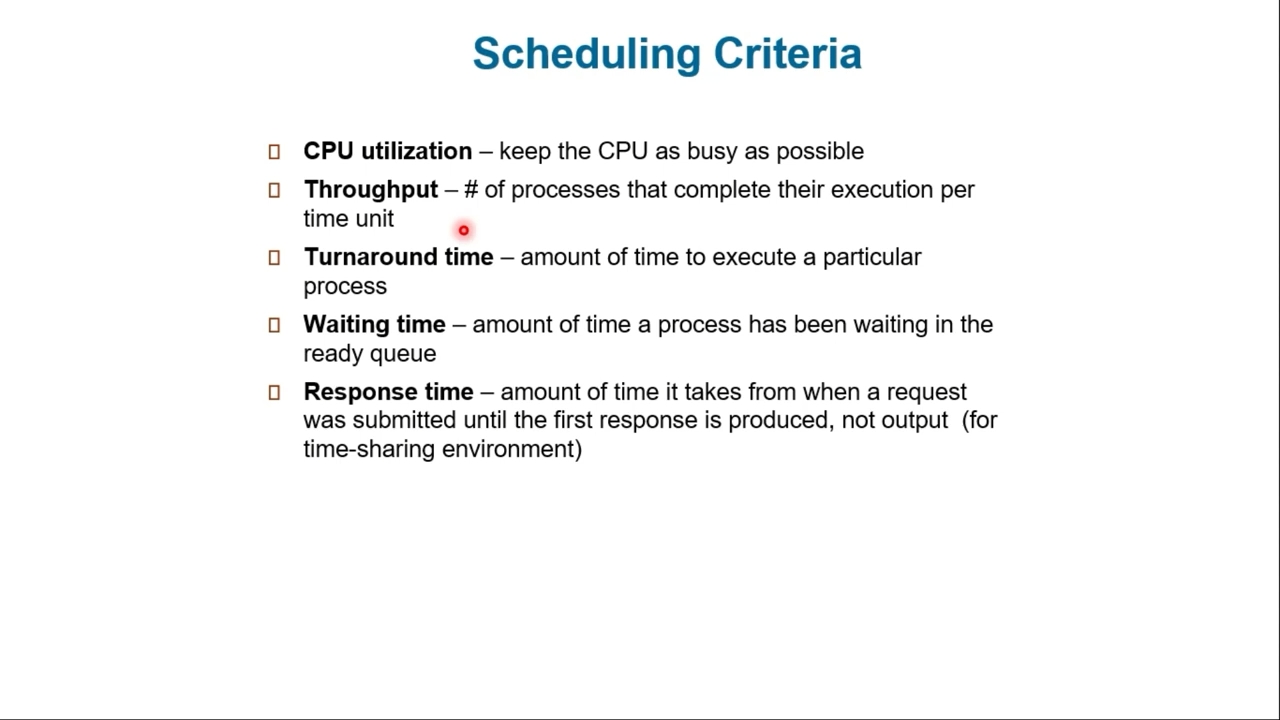 Scheduling Criteria
CPU utilization – keep the CPU as busy as possible
Throughput – # of processes that complete their execution per
time unit
Turnaround time – amount of time to execute a particular
process
Waiting time – amount of time a process has been waiting in the
ready queue
Response time – amount of time it takes from when a request
was submitted until the first response is produced, not output  (for
time-sharing environment)